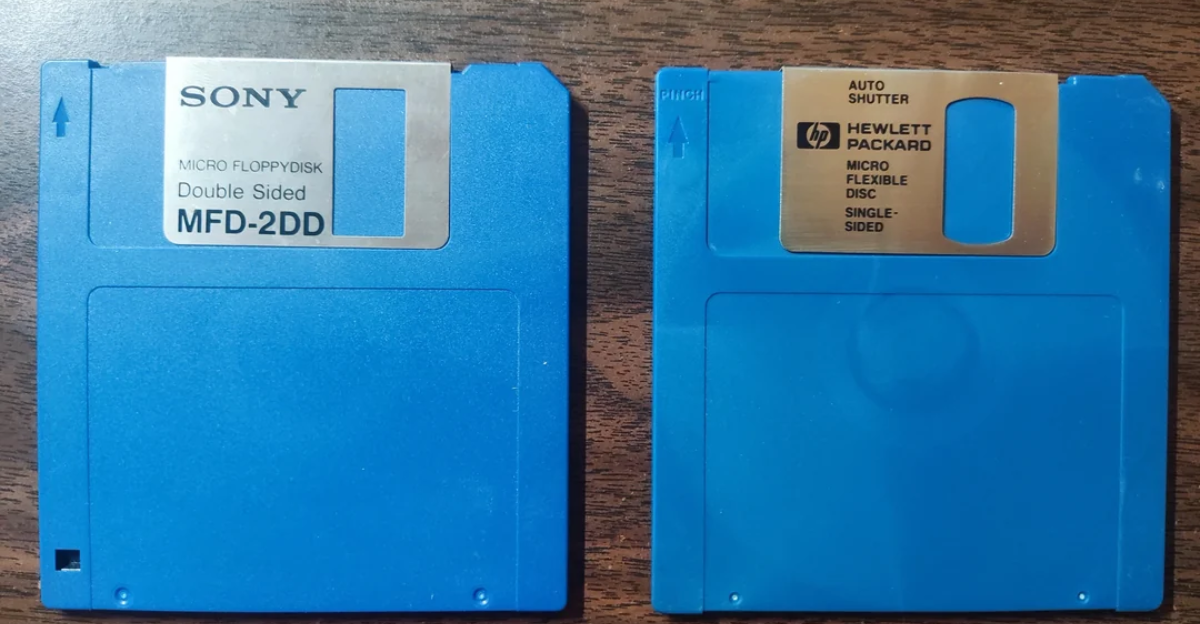 SONY
MICRO FLOPPYDISK
Double Sided
MFD-2DD
PINCH
AUTO
SHUTTER
hp HEWLETT
PACKARD
MICRO
FLEXIBLE
DISC
SINGLE-
SIDED